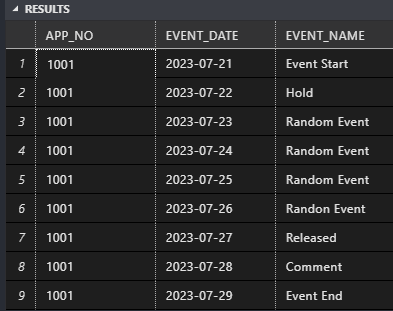 RESULTS
APP_NO EVENT_DATE EVENT_NAME
1 1001 2023-07-21 Event Start
2 1001 2023-07-22 Hold
3 1001 2023-07-23 Random Event
4 1001 2023-07-24 Random Event
5 1001 2023-07-25 Random Event
6 1001 2023-07-26 Randon Event
7 1001 2023-07-27 Released
8 1001 2023-07-28 Comment
9 1001 2023-07-29 Event End